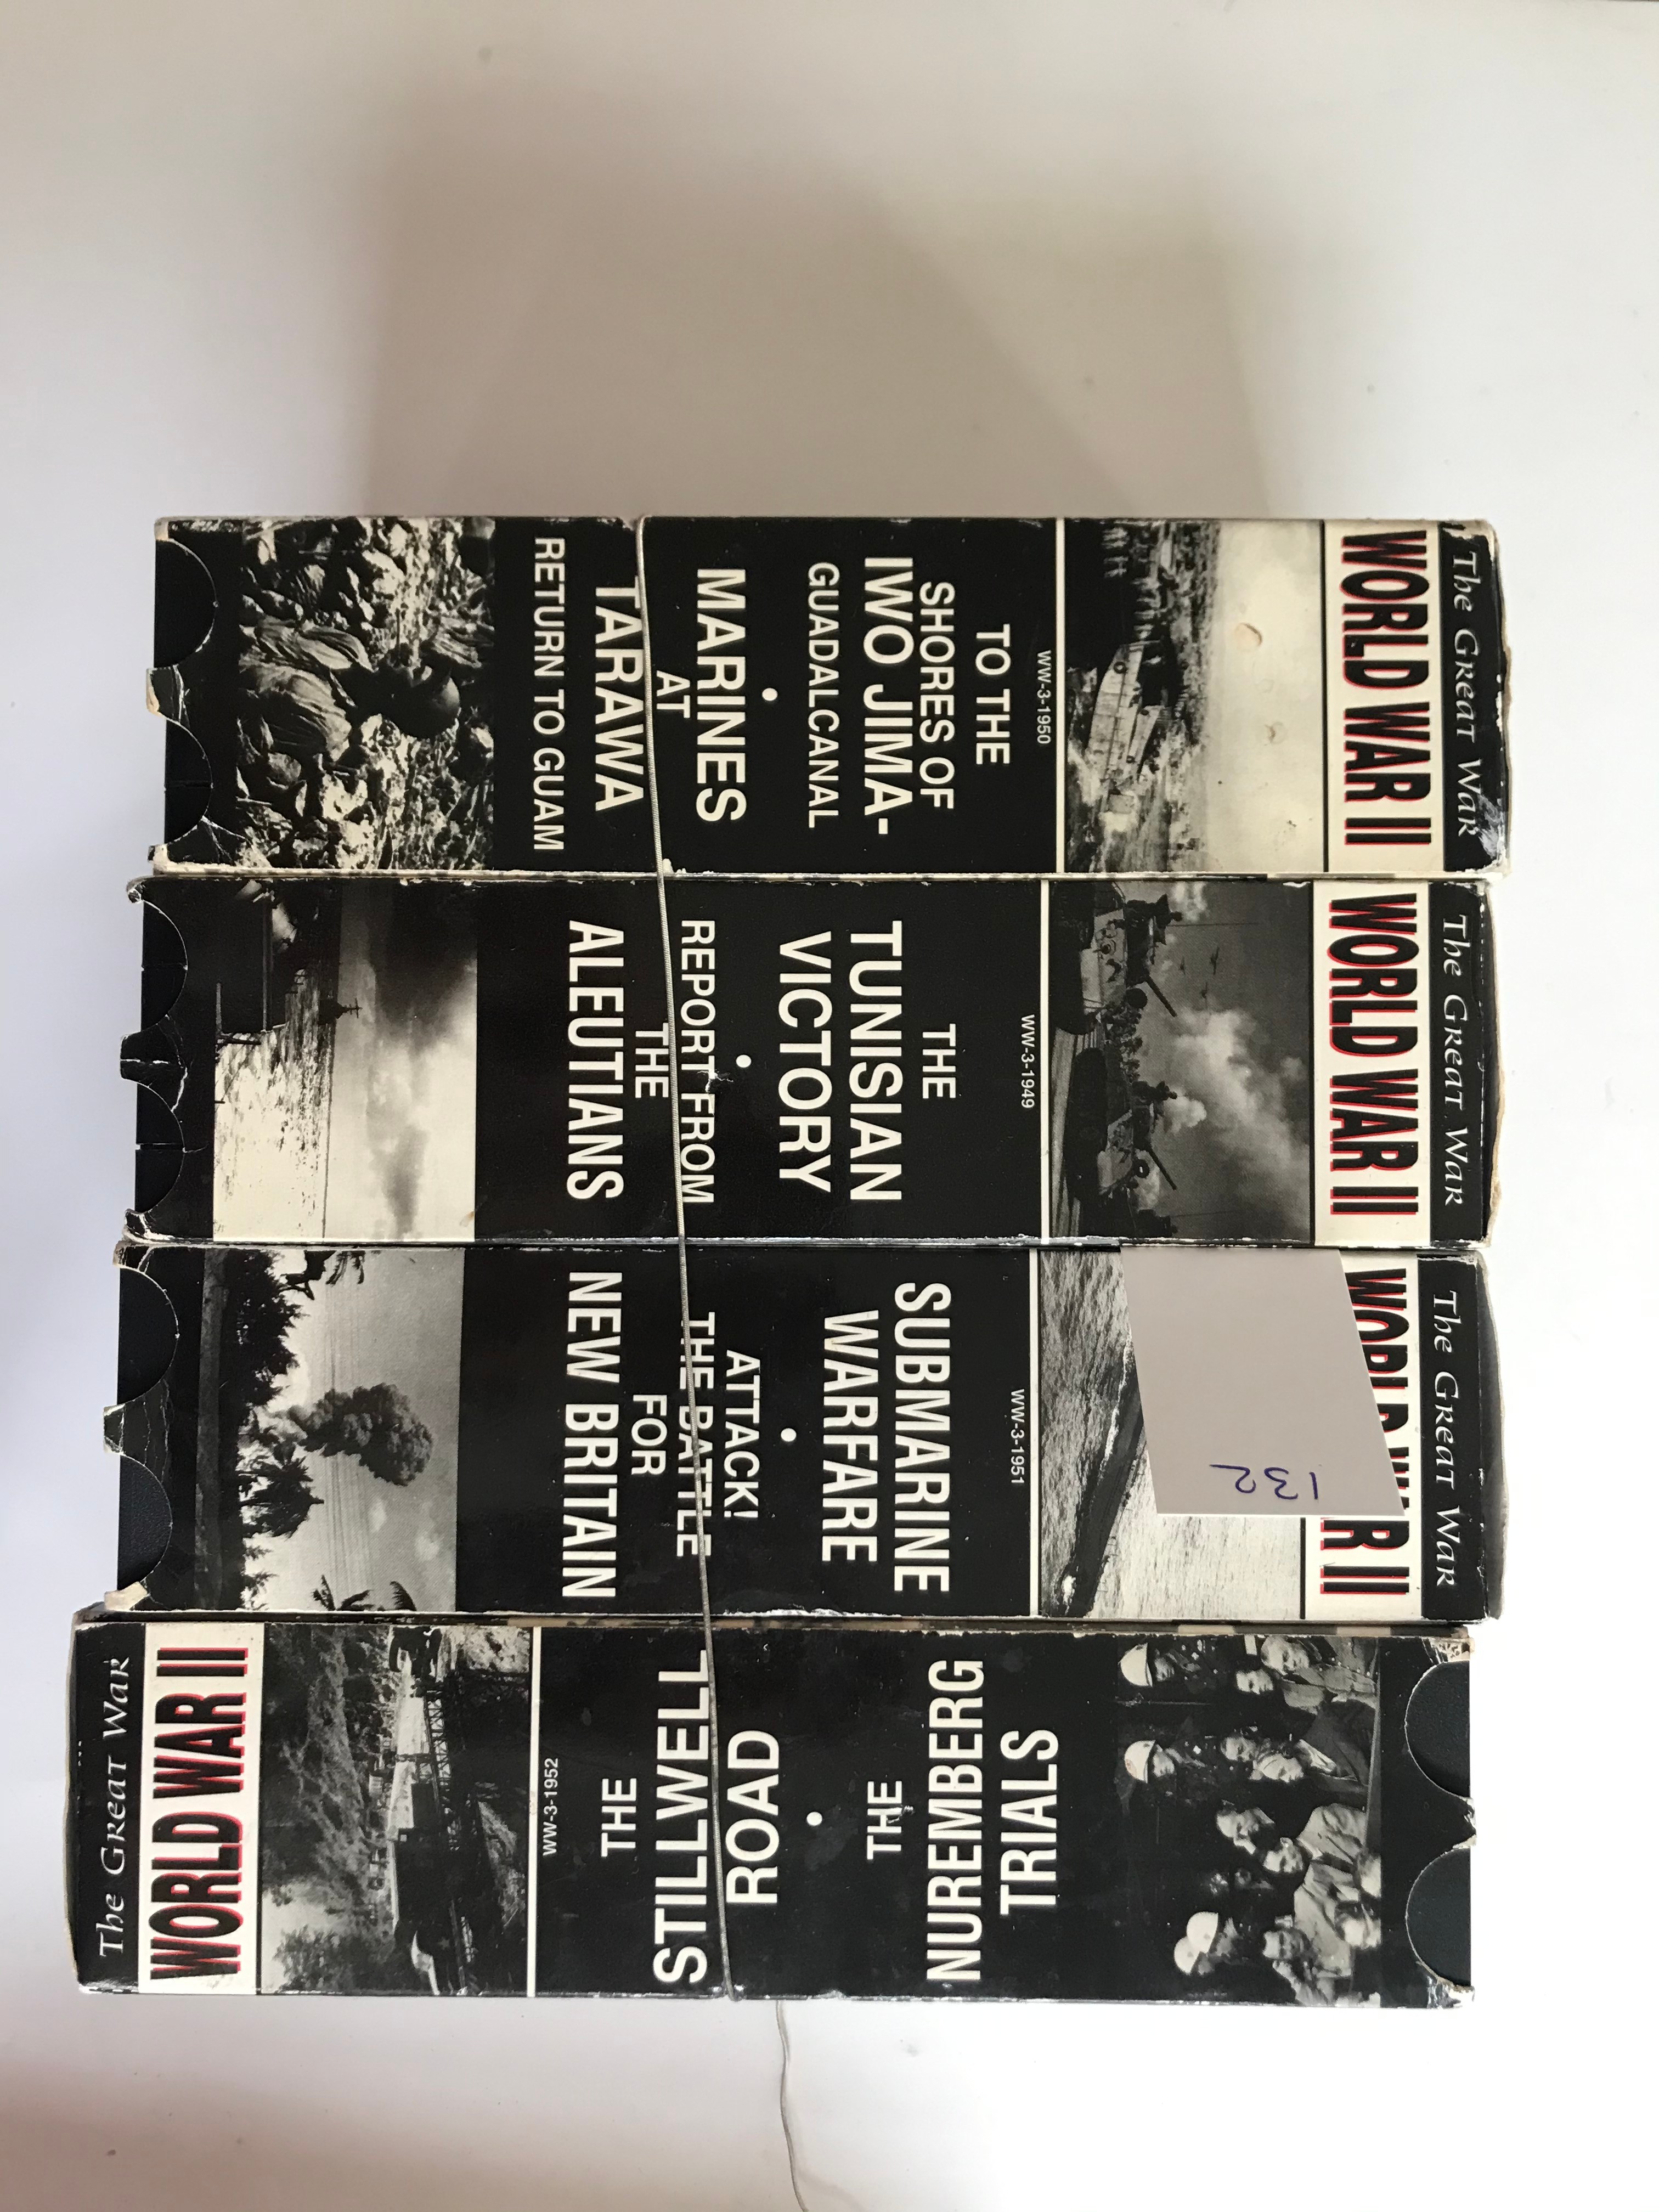 The Great War
WORLD WAR II
WW-3-1950
TO THE
SHORES OF
IWO JIMA-
GUADALCANAL
•
MARINES
AT
TARAWA
RETURN TO GUAM
The Great War
WORLD WAR II
WW-3-1949
THE
TUNISIAN
VICTORY
•
REPORT FROM
THE
ALEUTIANS
The Great War
WORLD WAR II
132
WW-3-1951
SUBMARINE
WARFARE
•
ATTACK!
THE BATTLE
FOR
NEW BRITAIN
The Great War
WORLD WAR II
WW-3-1952
THE
STILLWELL
ROAD
•
THE
NUREMBERG
TRIALS